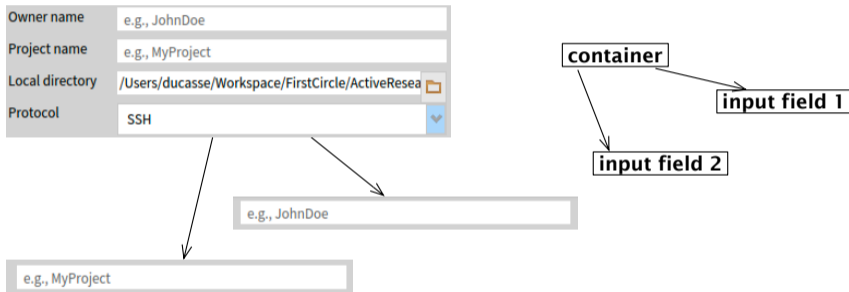 Owner name e.g., JohnDoe
Project name e.g., MyProject
Local directory /Users/ducasse/Workspace/FirstCircle/ActiveResea
Protocol SSH
container
input field 1
input field 2
e.g., JohnDoe
e.g., MyProject